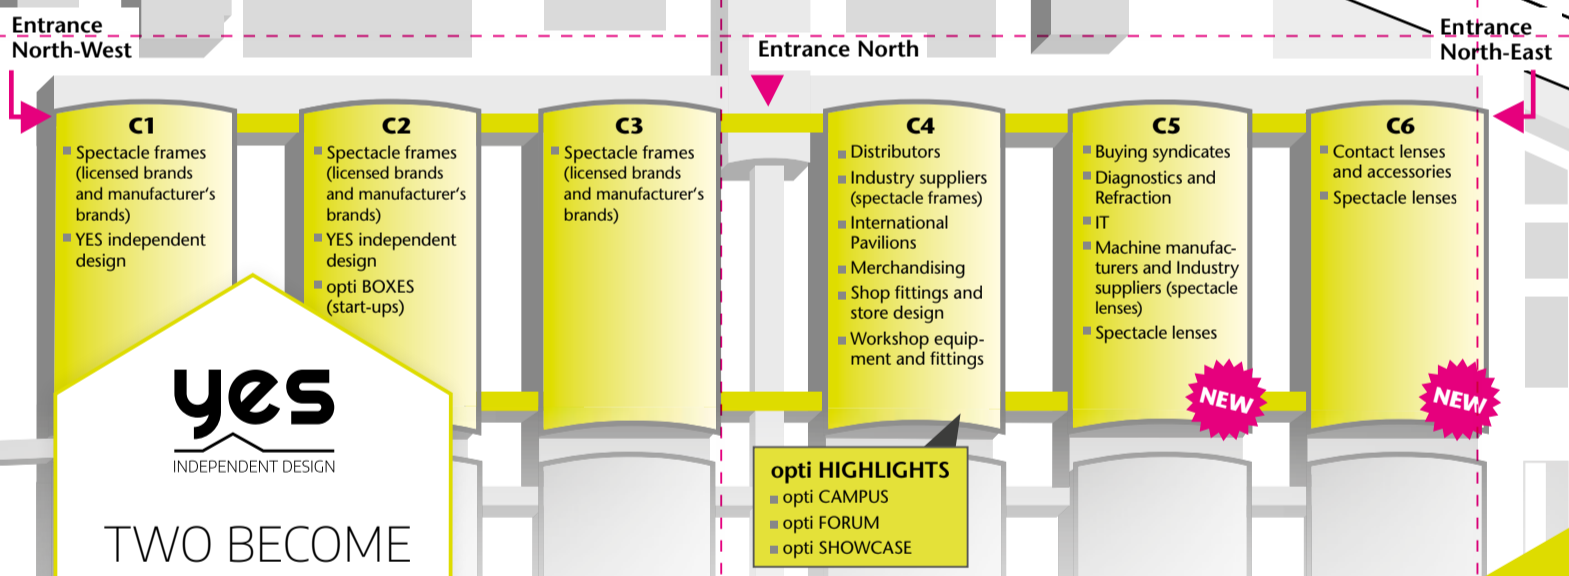 Entrance
North-West
Entrance North
Entrance
North-East
C1
Spectacle frames
(licensed brands
and manufacturer's
brands)
YES independent
design
C2
Spectacle frames
(licensed brands
and manufacturer's
brands)
YES independent
design
opti BOXES
(start-ups)
C3
Spectacle frames
(licensed brands
and manufacturer's
brands)
C4
Distributors
Industry suppliers
(spectacle frames)
International
Pavilions
Merchandising
Shop fittings and
store design
Workshop equip-
ment and fittings
C5
Buying syndicates
Diagnostics and
Refraction
IT
Machine manufac-
turers and Industry
suppliers (spectacle
lenses)
Spectacle lenses
NEW
C6
Contact lenses
and accessories
Spectacle lenses
NEW
yes
INDEPENDENT DESIGN
TWO BECOME
opti HIGHLIGHTS
opti CAMPUS
opti FORUM
opti SHOWCASE